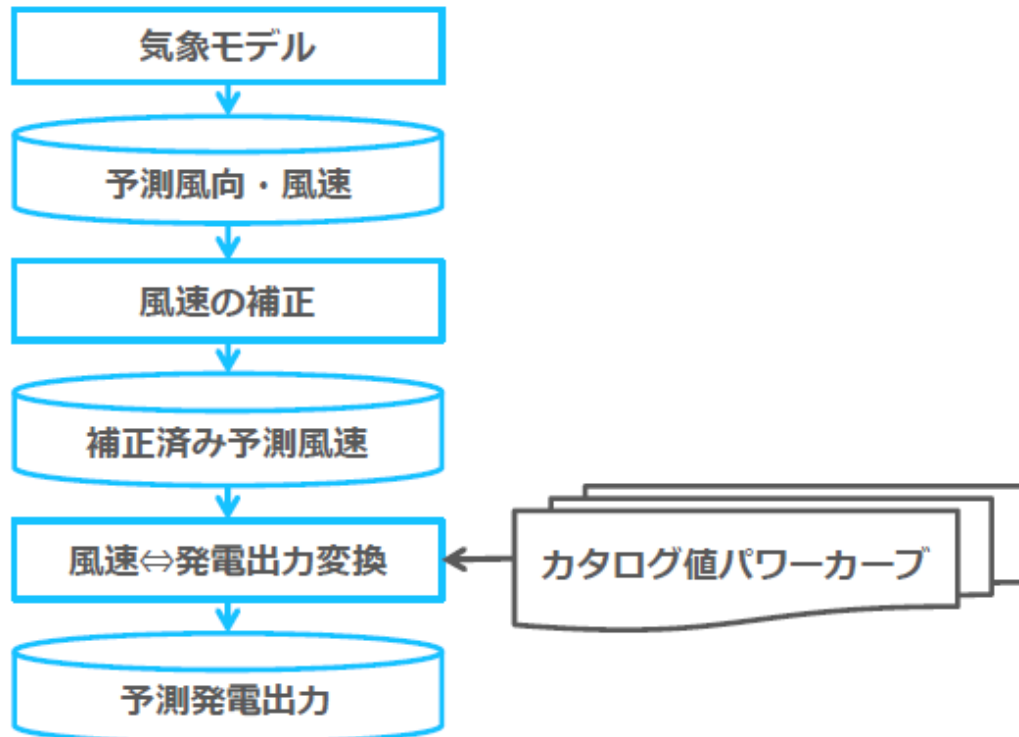 気象モデル
予測風向・風速
風速の補正
補正済み予測風速
風速⇔発電出力変換
カタログ値パワーカーブ
予測発電出力